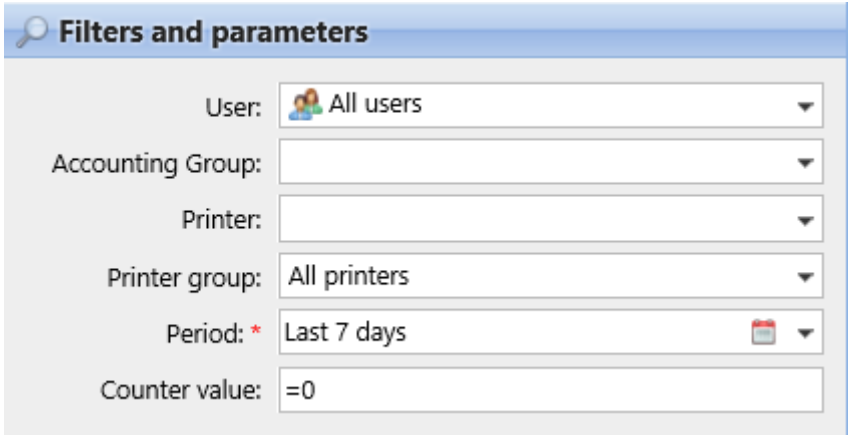 Filters and parameters
User: All users
Accounting Group:
Printer:
Printer group: All printers
Period: * Last 7 days
Counter value: =0